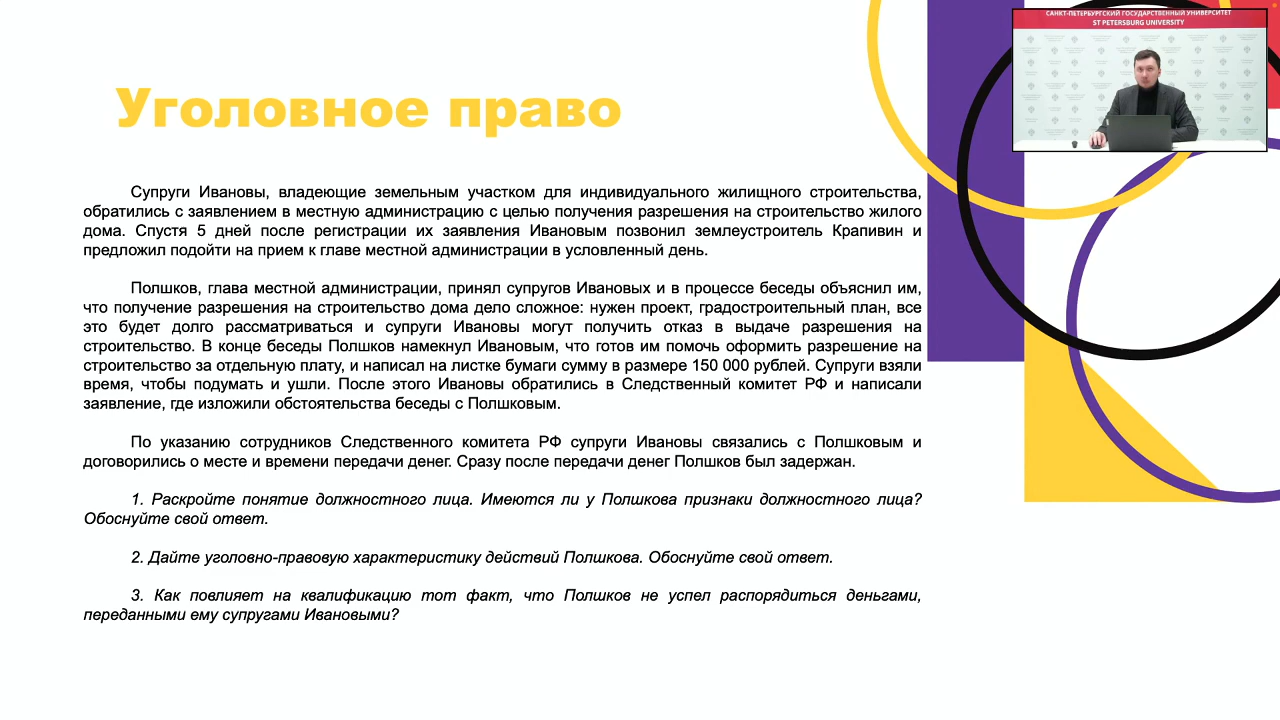 САНКТ-ПЕТЕРБУРГСКИЙ ГОСУДАРСТВЕННЫЙ УНИВЕРСИТЕТ
ST PETERSBURG UNIVERSITY
Уголовное право
Супруги Ивановы, владеющие земельным участком для индивидуального жилищного строительства,
обратились с заявлением в местную администрацию с целью получения разрешения на строительство жилого
дома. Спустя 5 дней после регистрации их заявления Ивановым позвонил землеустроитель Крапивин и
предложил подойти на прием к главе местной администрации в условленный день.
Полшков, глава местной администрации, принял супругов Ивановых и в процессе беседы объяснил им,
что получение разрешения на строительство дома дело сложное: нужен проект, градостроительный план, все
это будет долго рассматриваться и супруги Ивановы могут получить отказ в выдаче разрешения на
строительство. В конце беседы Полшков намекнул Ивановым, что готов им помочь оформить разрешение на
строительство за отдельную плату, и написал на листке бумаги сумму в размере 150 000 рублей. Супруги взяли
время, чтобы подумать и ушли. После этого Ивановы обратились в Следственный комитет РФ и написали
заявление, где изложили обстоятельства беседы с Полшковым.
По указанию сотрудников Следственного комитета РФ супруги Ивановы связались с Полшковым и
договорились о месте и времени передачи денег. Сразу после передачи денег Полшков был задержан.
1. Раскройте понятие должностного лица. Имеются ли у Полшкова признаки должностного лица?
Обоснуйте свой ответ.
2. Дайте уголовно-правовую характеристику действий Полшкова. Обоснуйте свой ответ.
3. Как повлияет на квалификацию тот факт, что Полшков не успел распорядиться деньгами,
переданными ему супругами Ивановыми?